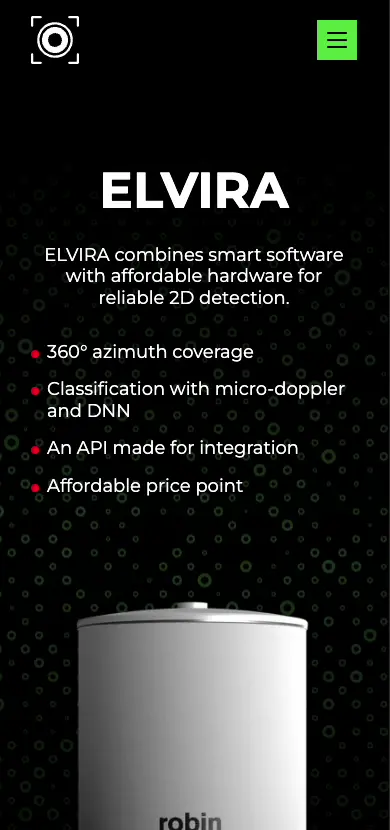 ELVIRA
ELVIRA combines smart software
with affordable hardware for
reliable 2D detection.
360° azimuth coverage
Classification with micro-doppler
and DNN
An API made for integration
Affordable price point
robin